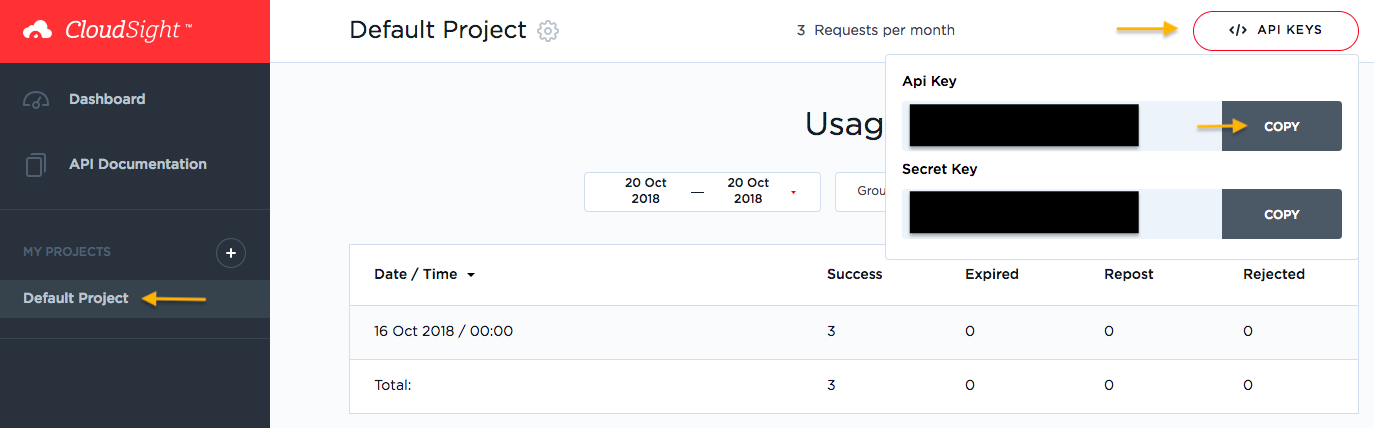 CloudSight™
Default Project
3 Requests per month
</> API KEYS
Dashboard
API Documentation
MY PROJECTS
+
Default Project
Api Key
COPY
Secret Key
COPY
Usag
20 Oct
2018
—
20 Oct
2018
Grou
Date / Time Success Expired Repost Rejected
16 Oct 2018 / 00:00 3 0 0 0
Total: 3 0 0 0